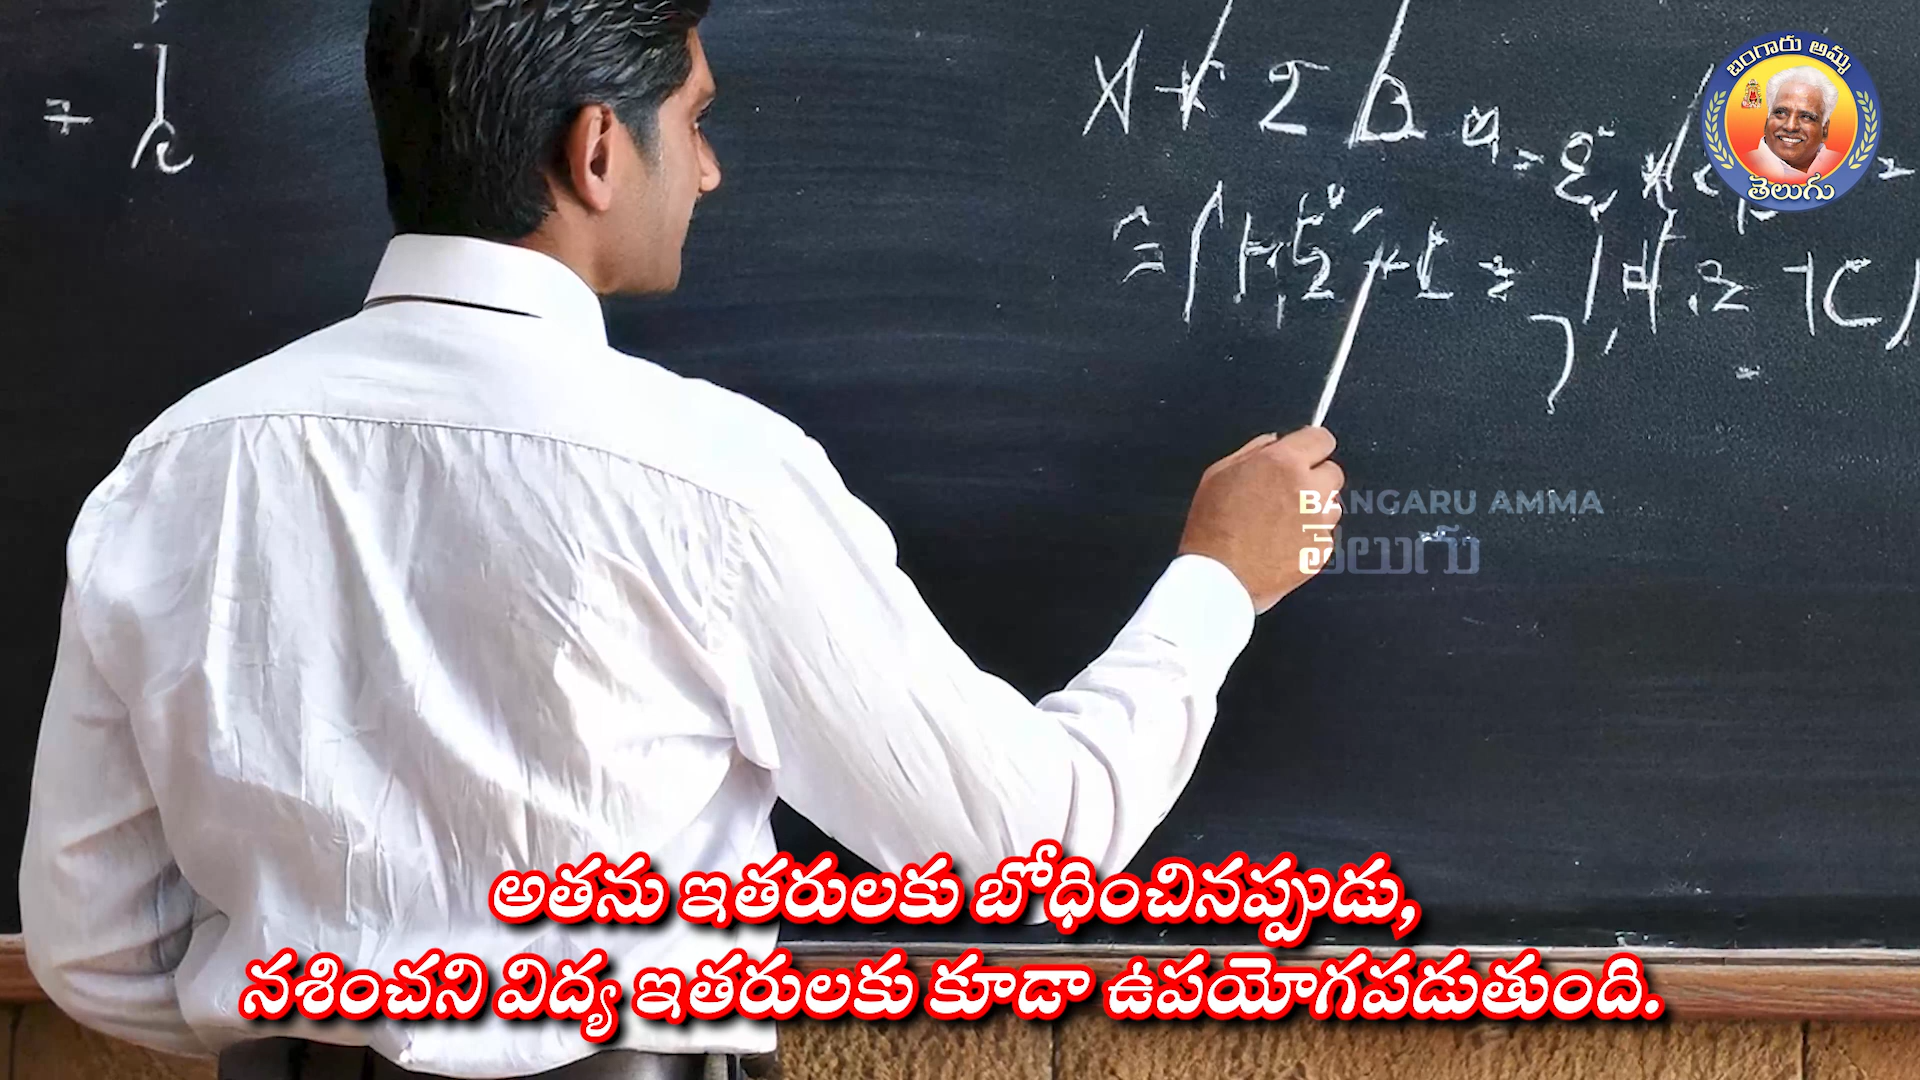 బంగారు అమ్మ
తెలుగు
BANGARU AMMA
తెలుగు
అతను ఇతరులకు బోధించినప్పుడు,
నశించని విద్య ఇతరులకు కూడా ఉపయోగపడుతుంది.